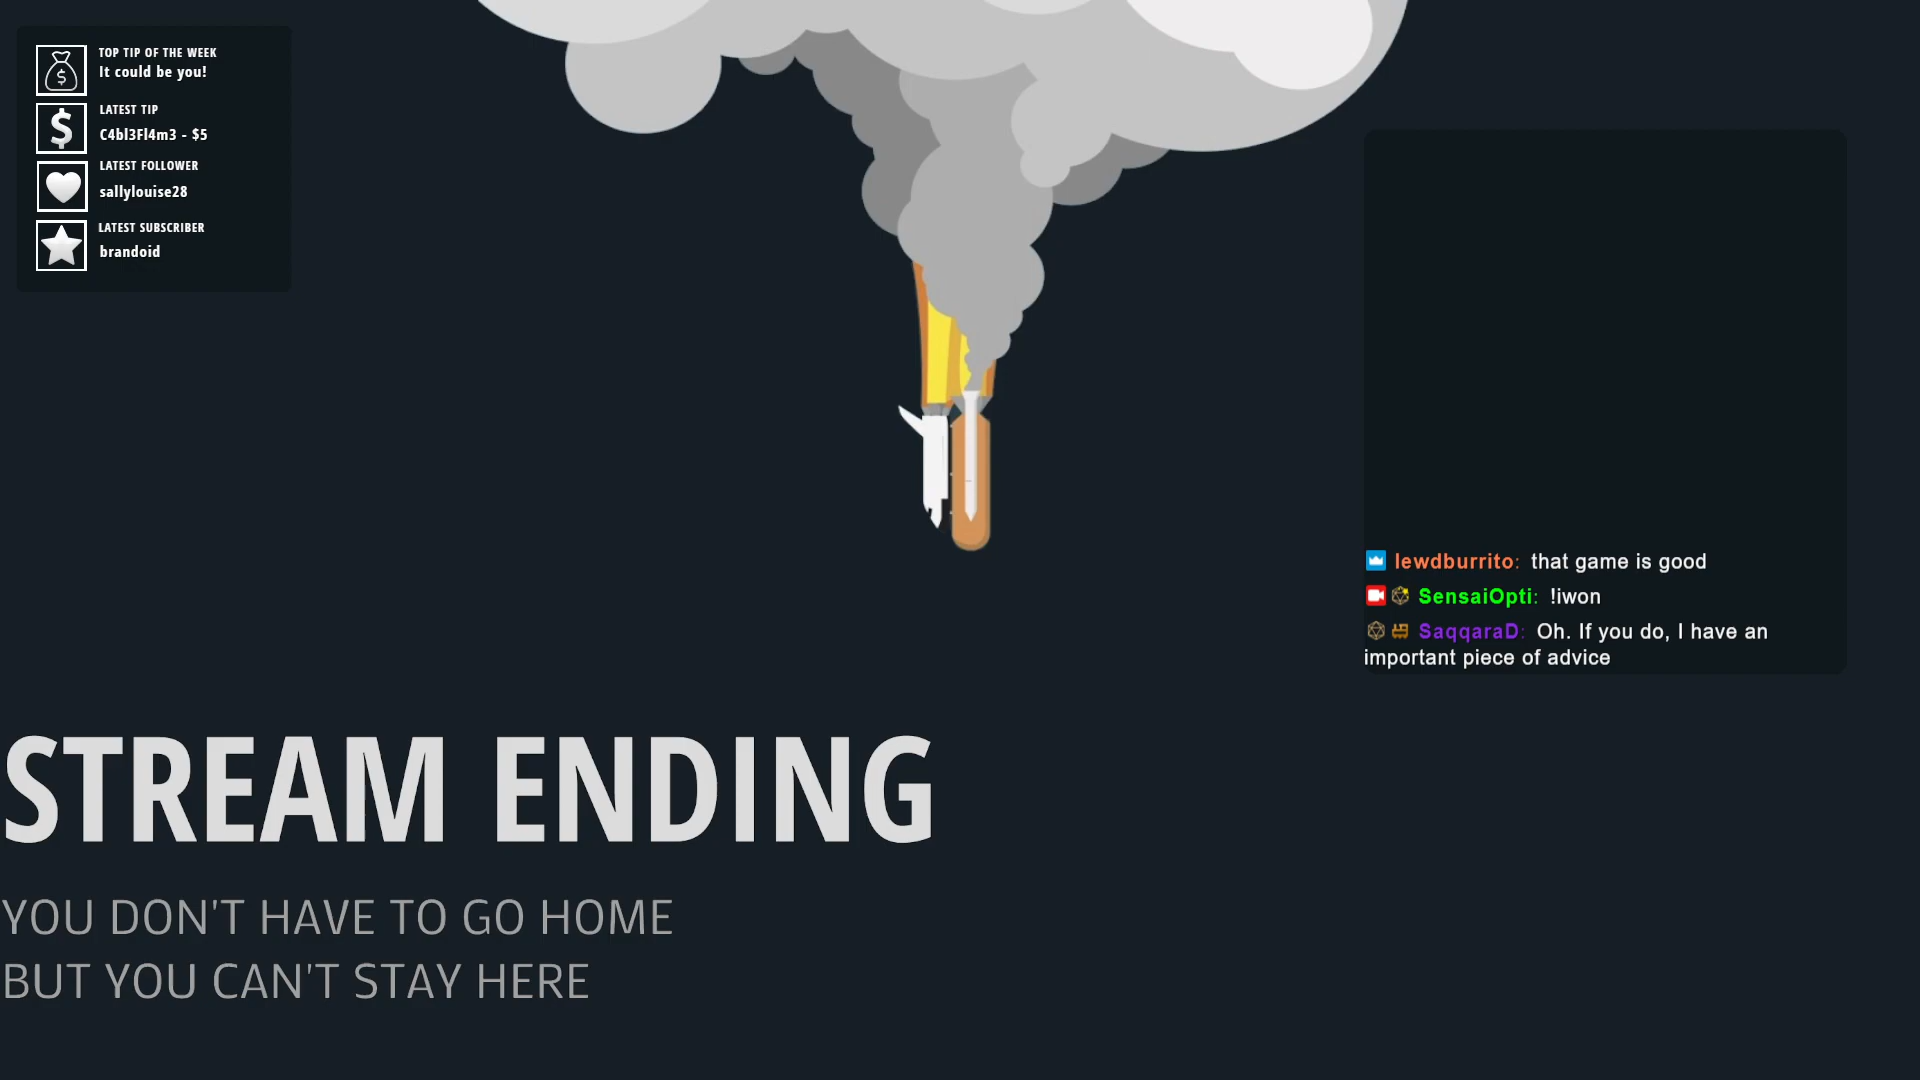 TOP TIP OF THE WEEK
It could be you!
LATEST TIP
C4bl3Fl4m3 - $5
LATEST FOLLOWER
sallylouise28
LATEST SUBSCRIBER
brandoid
lewdburrito: that game is good
SensaiOpti: !iwon
SaqqaraD: Oh. If you do, I have an
important piece of advice
STREAM ENDING
YOU DON'T HAVE TO GO HOME
BUT YOU CAN'T STAY HERE